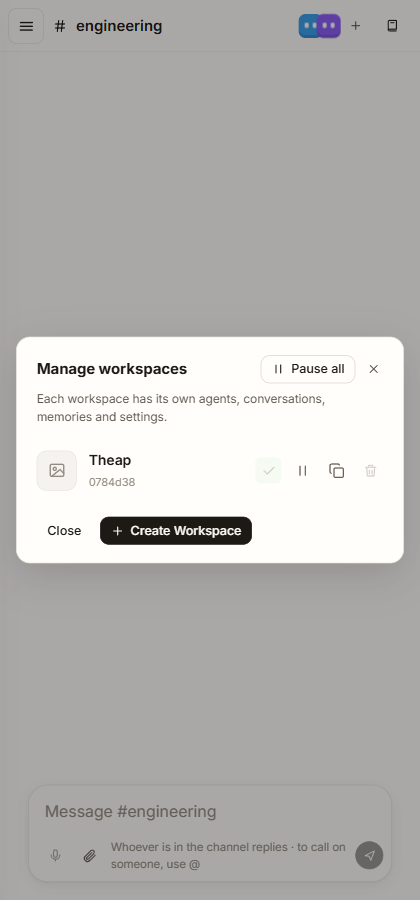 # engineering
Manage workspaces
Pause all
Each workspace has its own agents, conversations,
memories and settings.
Theap
0784d38
Close
Create Workspace
Message #engineering
Whoever is in the channel replies · to call on
someone, use @